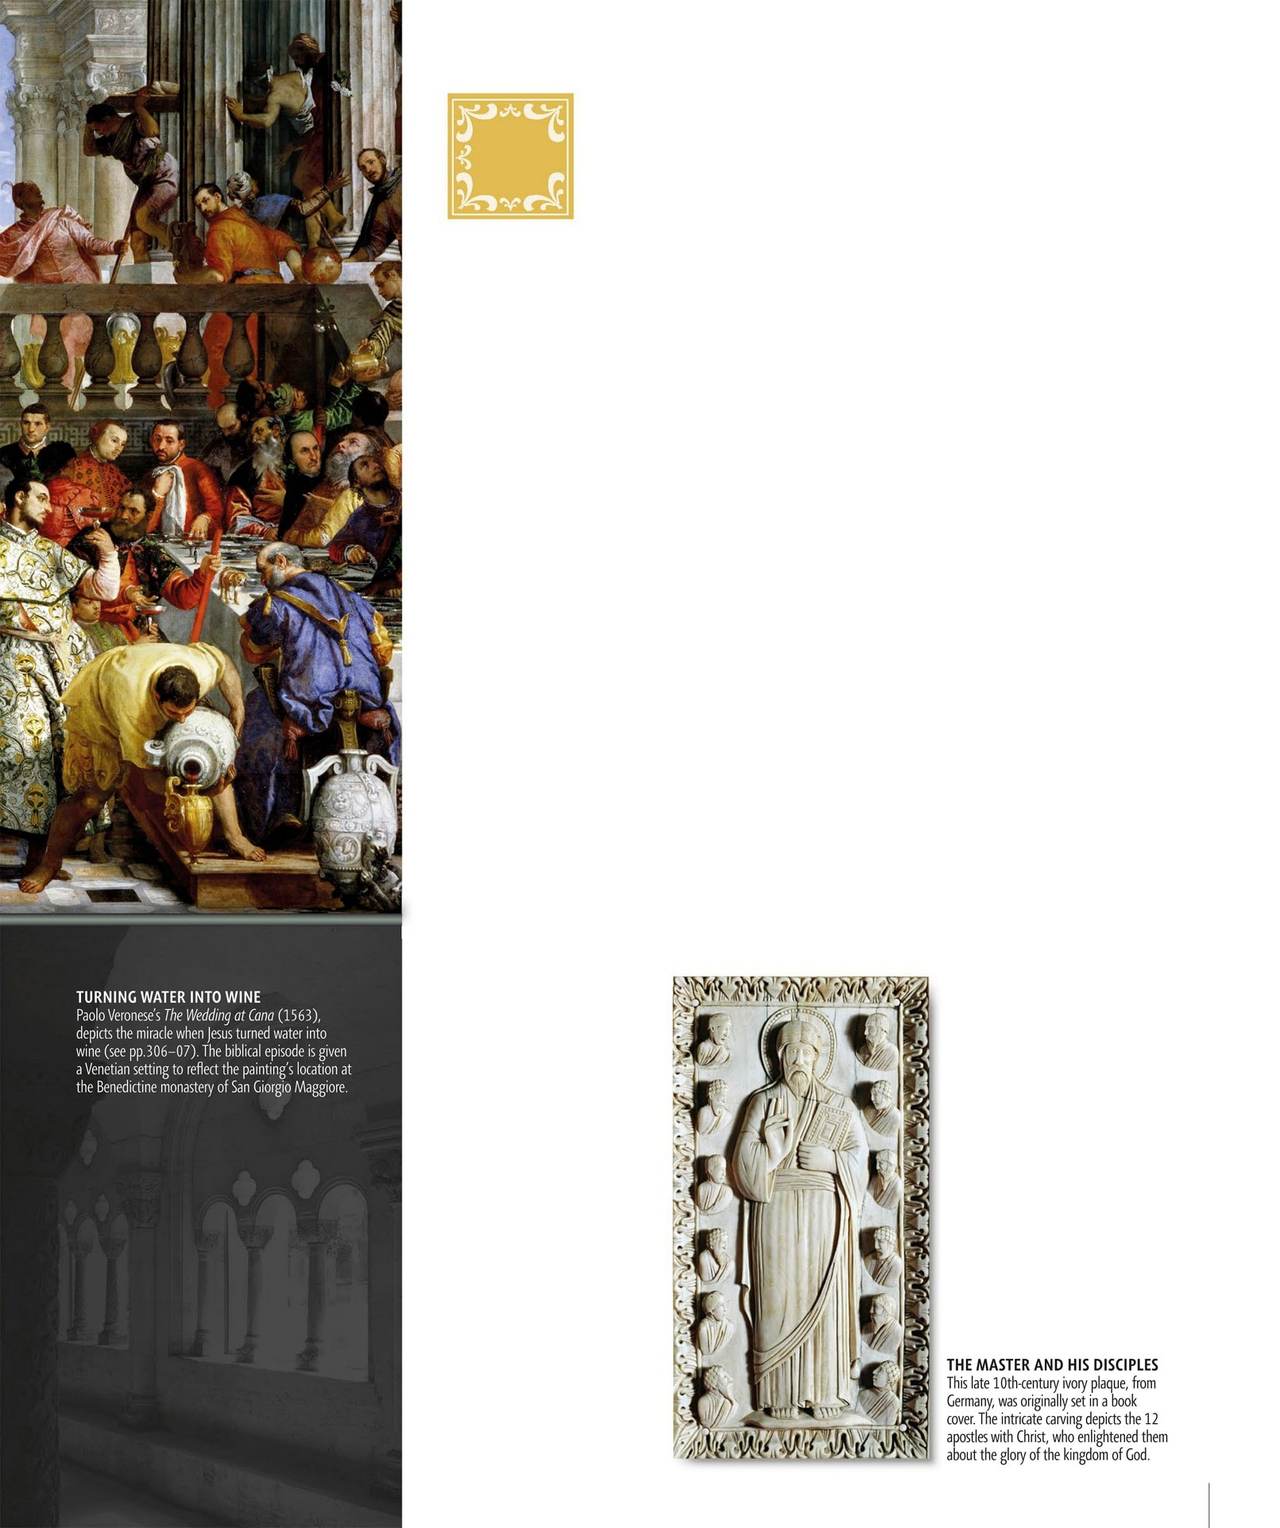 TURNING WATER INTO WINE
Paolo Veronese's The Wedding at Cana (1563),
depicts the miracle when Jesus turned water into
wine (see pp.306–07). The biblical episode is given
a Venetian setting to reflect the painting's location at
the Benedictine monastery of San Giorgio Maggiore.
THE MASTER AND HIS DISCIPLES
This late 10th-century ivory plaque, from
Germany, was originally set in a book
cover. The intricate carving depicts the 12
apostles with Christ, who enlightened them
about the glory of the kingdom of God.